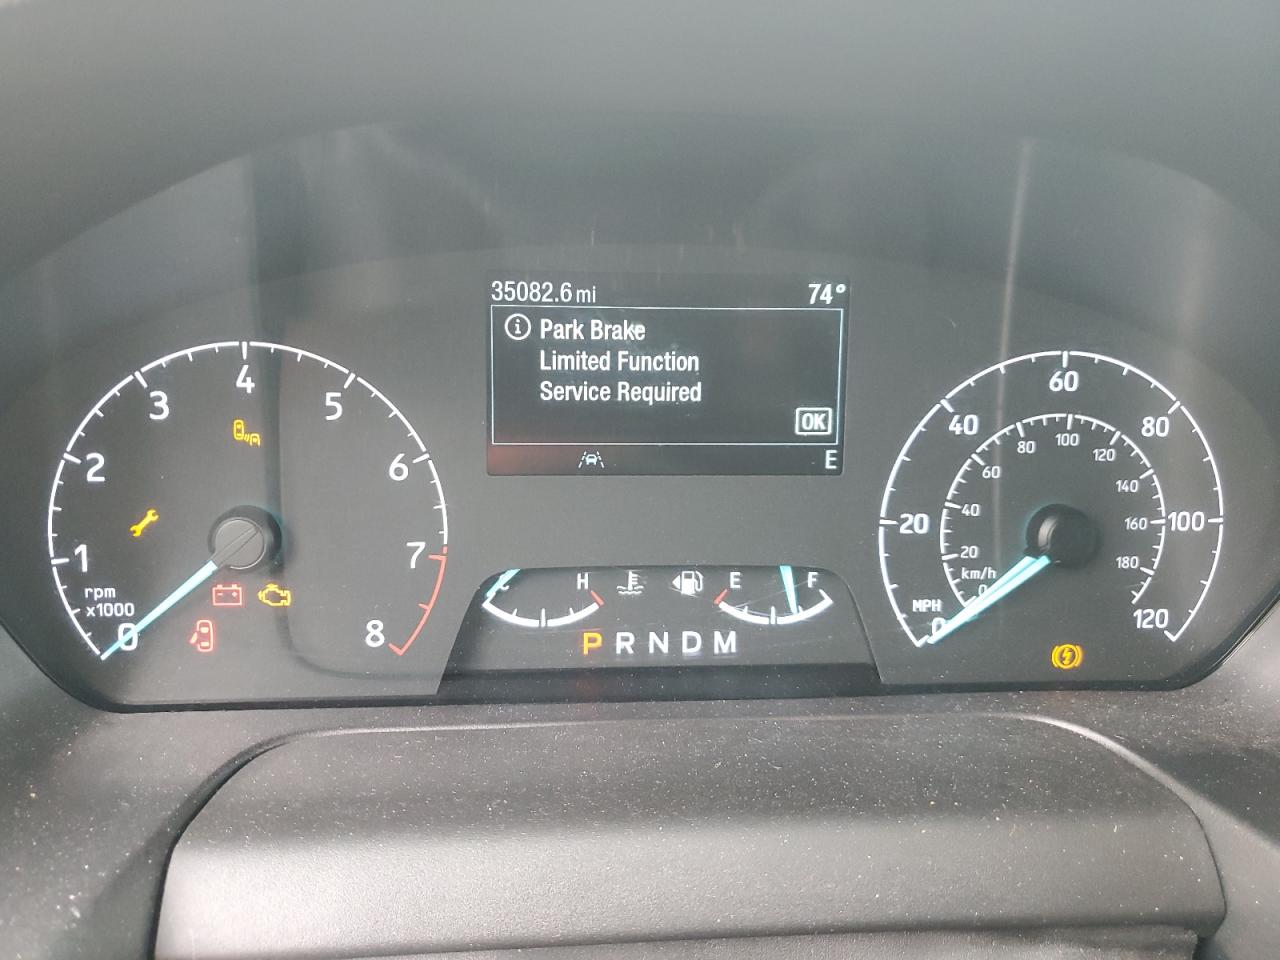 35082.6 mi 74°
Park Brake
Limited Function
Service Required
OK
E
0 1 2 3 4 5 6 7 8
rpm
x1000
C H E F
P R N D M
0 20 40 60 80 100 120
MPH
0 20 40 60 80 100 120 140 160 180
km/h